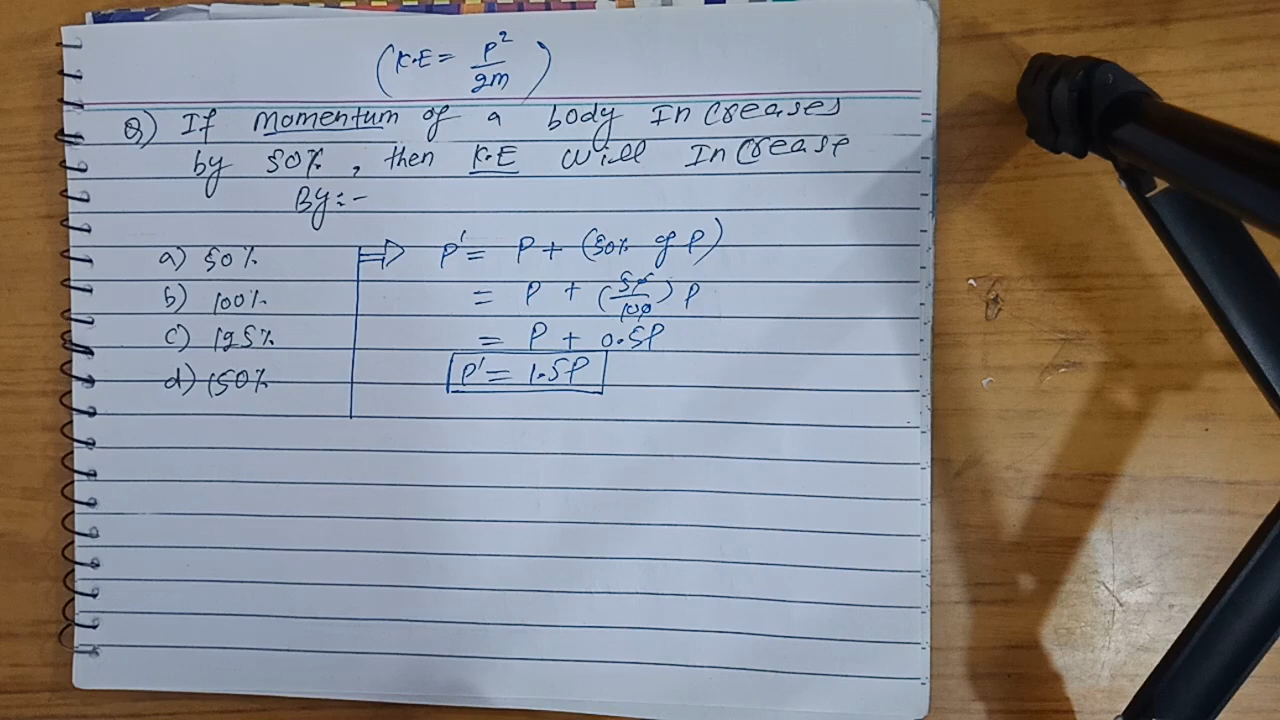 (K.E = P²/2m)
Q) If momentum of a body Increases
by 50%, then K.E will Increase
By:-
a) 50%
b) 100%
c) 125%
d) 150%
⇒ P' = P + (50% of P)
= P + (50/100) P
= P + 0.5P
P' = 1.5P